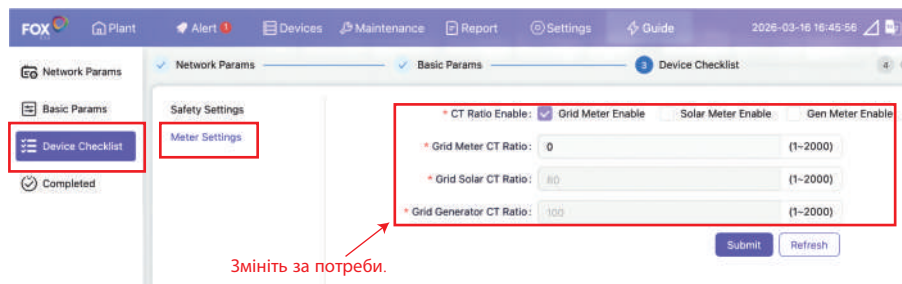 FOX Plant Alert Devices Maintenance Report Settings Guide 2026-03-16 16:45:56
Network Params Basic Params 3 Device Checklist 4
Network Params
Basic Params
Device Checklist
Completed
Safety Settings
Meter Settings
* CT Ratio Enable: Grid Meter Enable Solar Meter Enable Gen Meter Enable
* Grid Meter CT Ratio: 0 (1~2000)
* Grid Solar CT Ratio: 80 (1~2000)
* Grid Generator CT Ratio: 100 (1~2000)
Submit Refresh
Змініть за потреби.